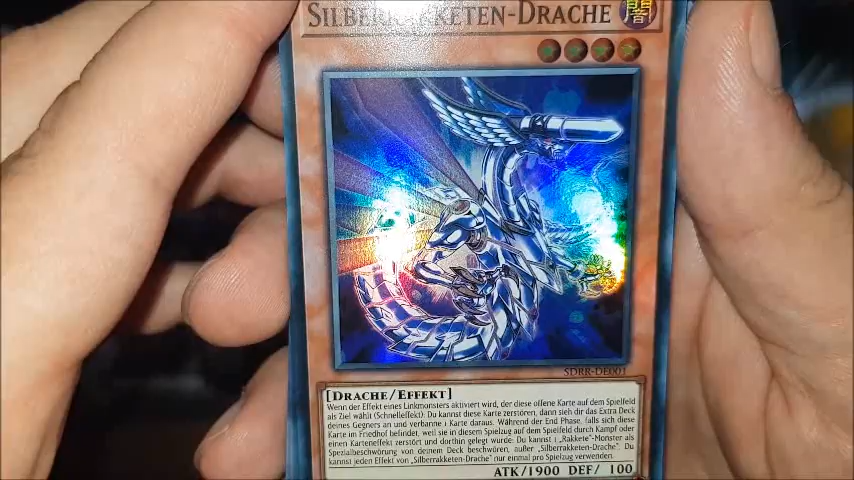 SILBERRAKKETEN-DRACHE
闇
SDRR-DE001
[DRACHE/EFFEKT]
Wenn der Effekt eines Linkmonsters aktiviert wird, der diese offene Karte auf dem Spielfeld
als Ziel wählt (Schnelleffekt): Du kannst diese Karte zerstören, dann sieh dir das Extra Deck
deines Gegners an und verbanne 1 Karte daraus. Während der End Phase, falls sich diese
Karte im Friedhof befindet, weil sie in diesem Spielzug auf dem Spielfeld durch Kampf oder
einen Karteneffekt zerstört und dorthin gelegt wurde: Du kannst 1 „Rakkete"-Monster als
Spezialbeschwörung von deinem Deck beschwören, außer „Silberrakketen-Drache". Du
kannst jeden Effekt von „Silberrakketen-Drache" nur einmal pro Spielzug verwenden.
ATK/1900 DEF/ 100